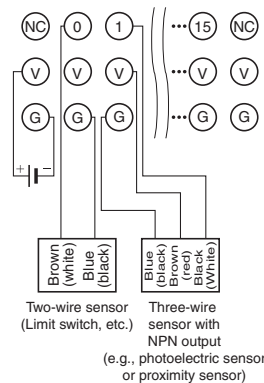 NC 0 1 ••• 15 NC
V V V ••• V V
G G G ••• G G
+ −
Brown
(white)
Blue
(black)
Blue
(black)
Brown
(red)
Black
(White)
Two-wire sensor
(Limit switch, etc.)
Three-wire
sensor with
NPN output
(e.g., photoelectric sensor
or proximity sensor)